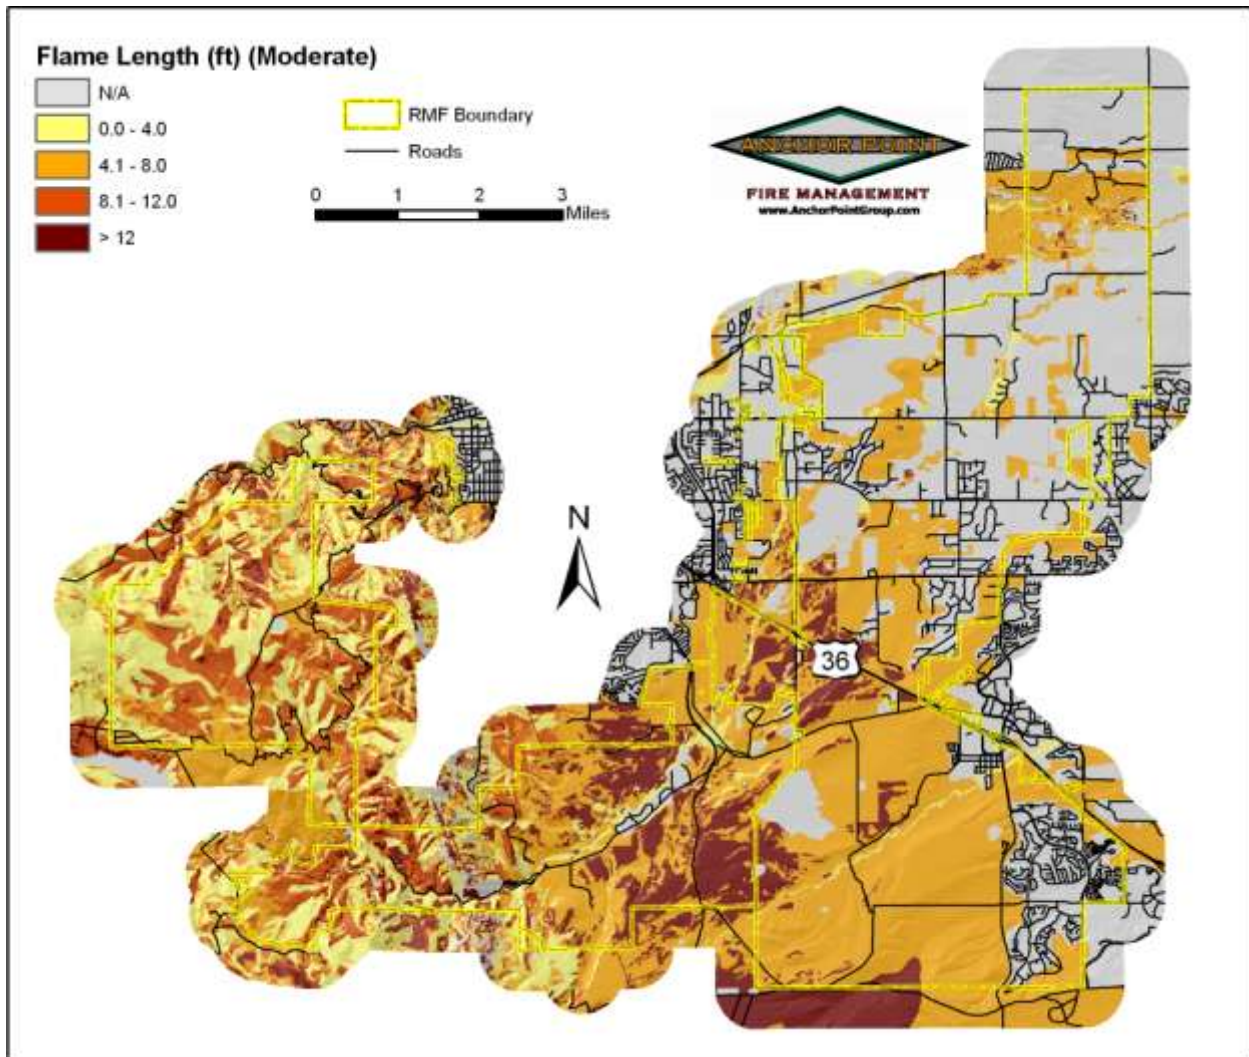 Flame Length (ft) (Moderate)
N/A
0.0 - 4.0
4.1 - 8.0
8.1 - 12.0
> 12
RMF Boundary
Roads
0 1 2 3
Miles
ANCHOR POINT
FIRE MANAGEMENT
www.AnchorPointGroup.com
N
36